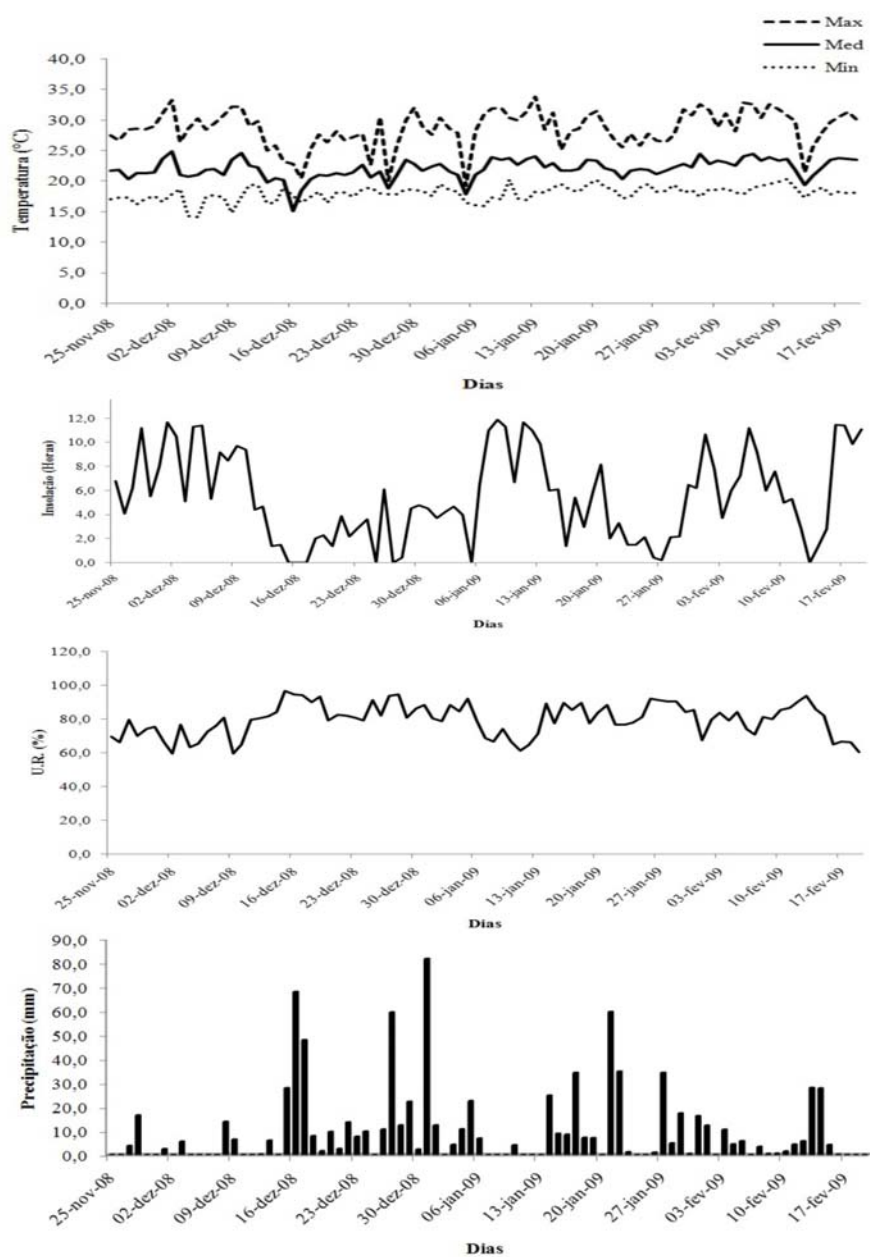 Max
Med
Min
Temperatura (°C)
40,0
35,0
30,0
25,0
20,0
15,0
10,0
5,0
0,0
25-nov-08
02-dez-08
09-dez-08
16-dez-08
23-dez-08
30-dez-08
06-jan-09
13-jan-09
20-jan-09
27-jan-09
03-fev-09
10-fev-09
17-fev-09
Dias
Insolação (Horas)
12,0
10,0
8,0
6,0
4,0
2,0
0,0
25-nov-08
02-dez-08
09-dez-08
16-dez-08
23-dez-08
30-dez-08
06-jan-09
13-jan-09
20-jan-09
27-jan-09
03-fev-09
10-fev-09
17-fev-09
Dias
U.R. (%)
120,0
100,0
80,0
60,0
40,0
20,0
0,0
25-nov-08
02-dez-08
09-dez-08
16-dez-08
23-dez-08
30-dez-08
06-jan-09
13-jan-09
20-jan-09
27-jan-09
03-fev-09
10-fev-09
17-fev-09
Dias
Precipitação (mm)
90,0
80,0
70,0
60,0
50,0
40,0
30,0
20,0
10,0
0,0
25-nov-08
02-dez-08
09-dez-08
16-dez-08
23-dez-08
30-dez-08
06-jan-09
13-jan-09
20-jan-09
27-jan-09
03-fev-09
10-fev-09
17-fev-09
Dias